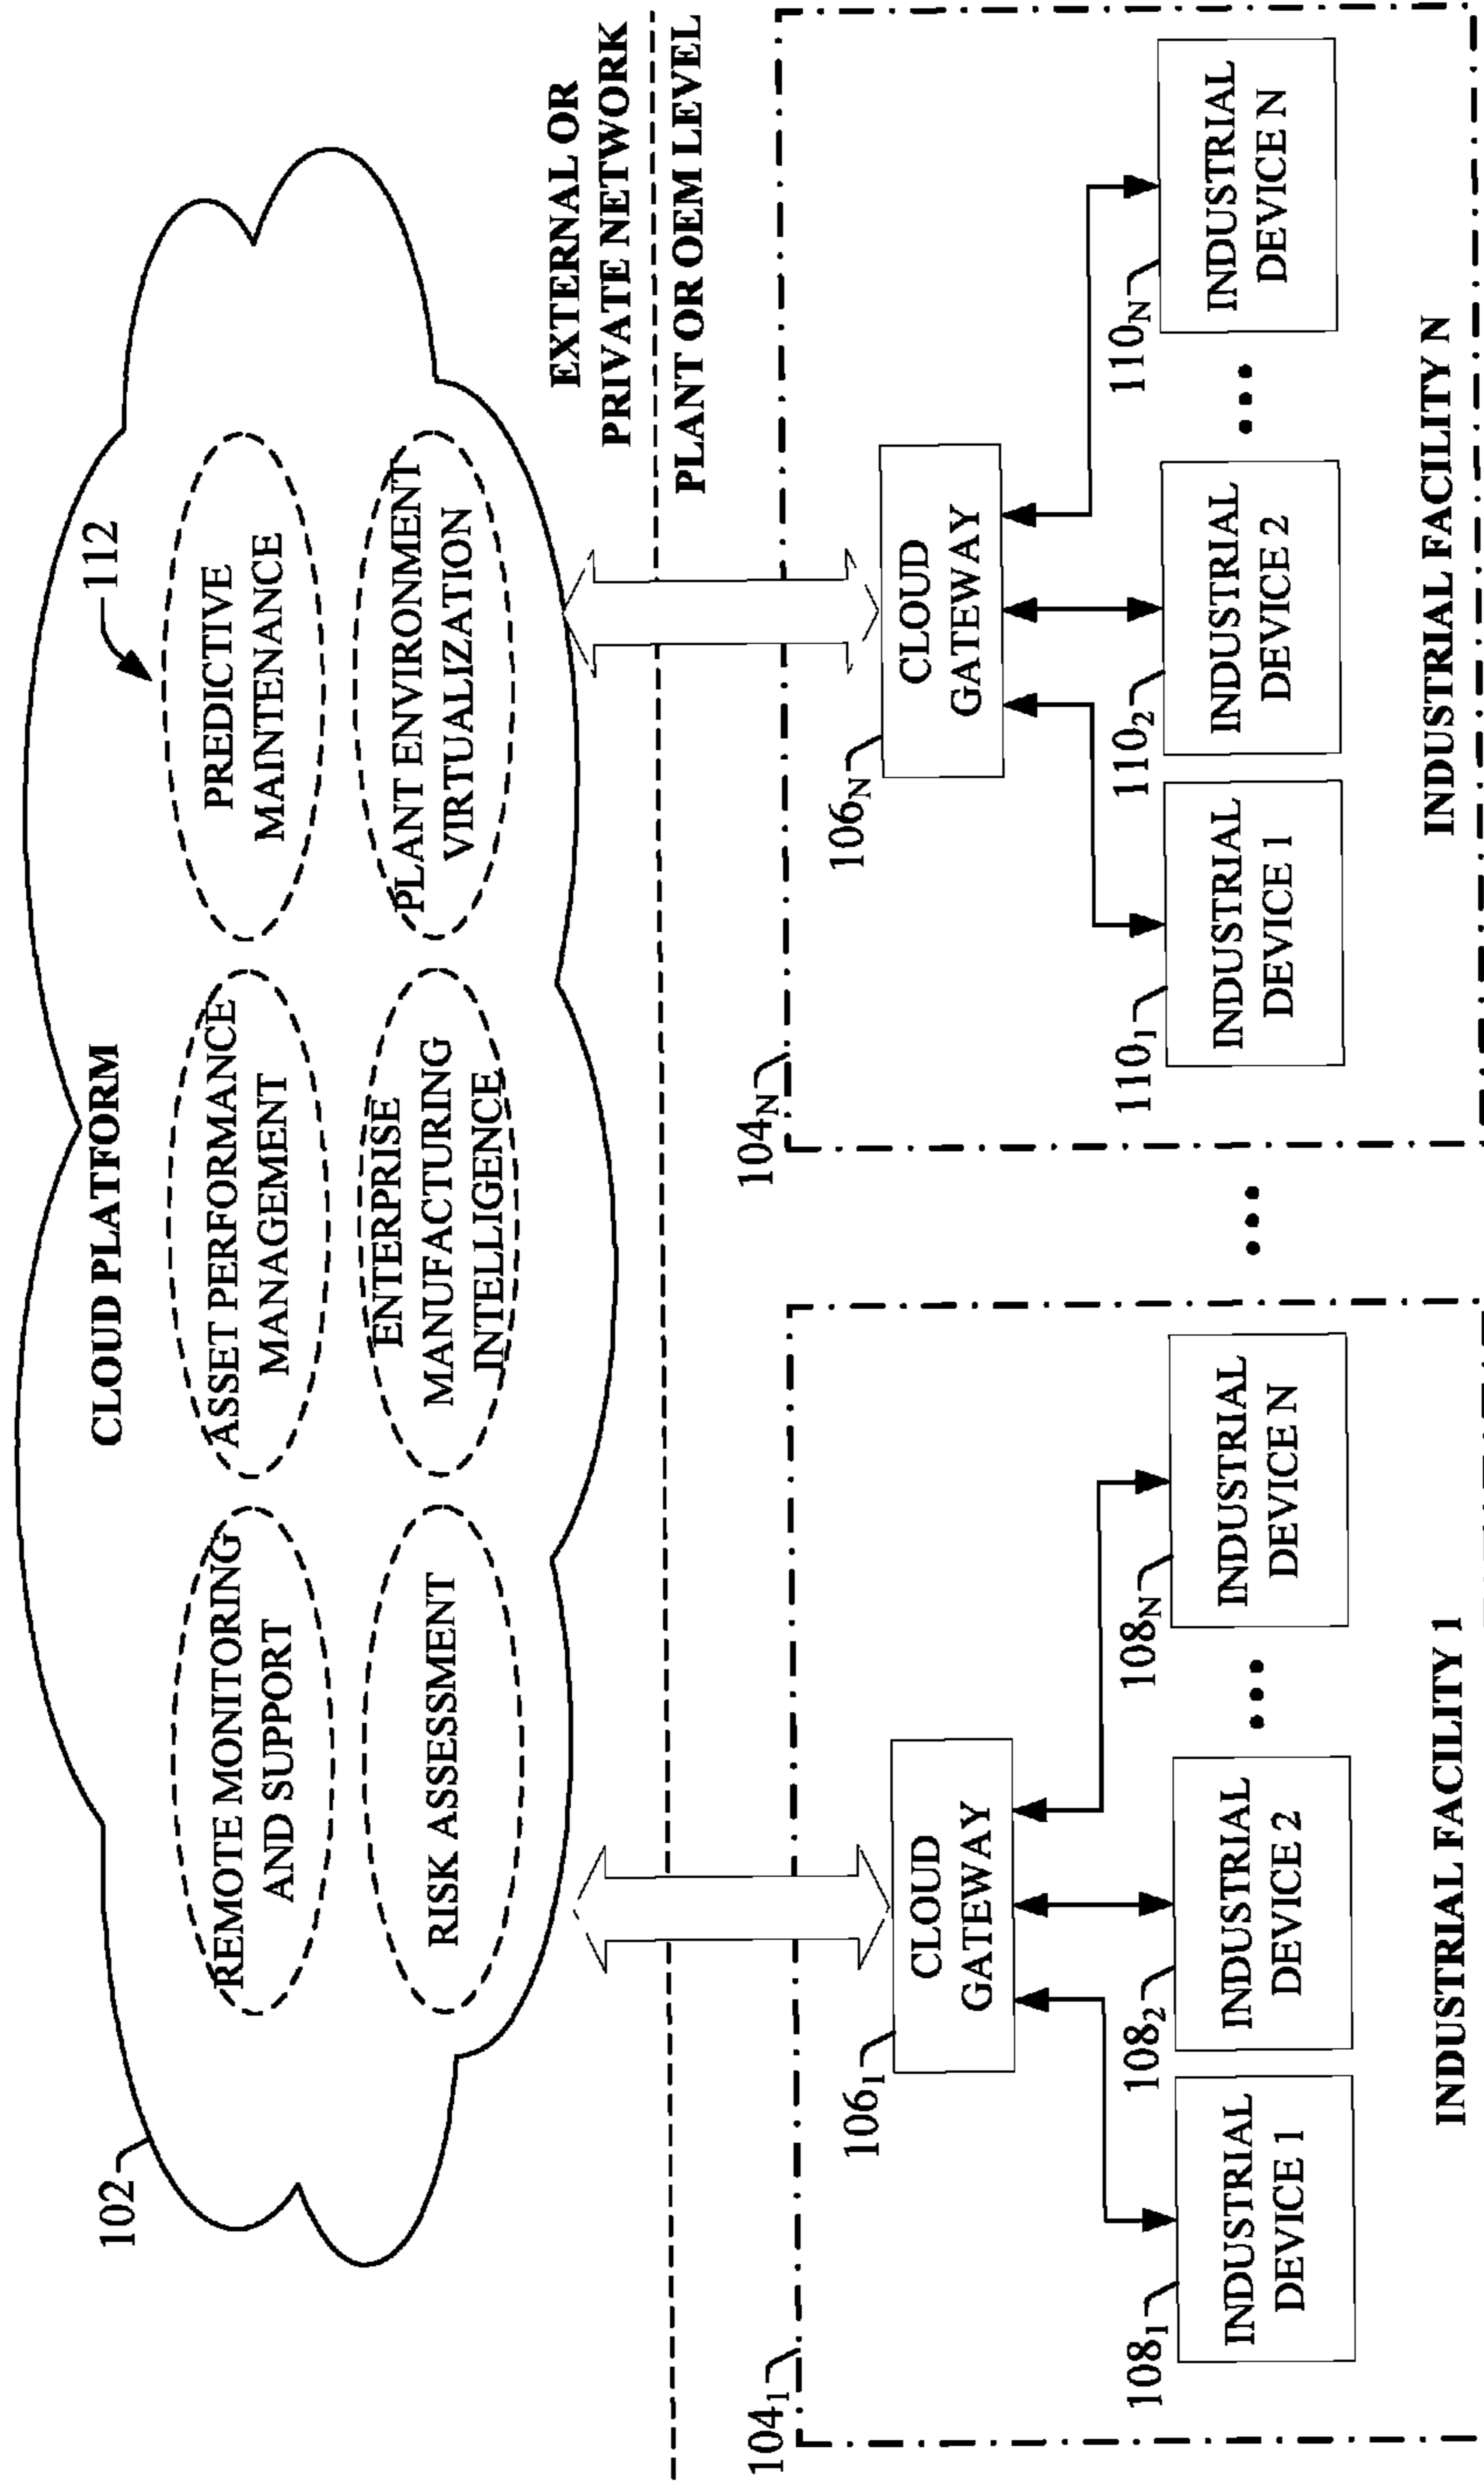 102
CLOUD PLATFORM
112
REMOTE MONITORING
AND SUPPORT
ASSET PERFORMANCE
MANAGEMENT
PREDICTIVE
MAINTENANCE
RISK ASSESSMENT
ENTERPRISE
MANUFACTURING
INTELLIGENCE
PLANT ENVIRONMENT
VIRTUALIZATION
EXTERNAL OR
PRIVATE NETWORK
PLANT OR OEM LEVEL
104₁
106₁
CLOUD
GATEWAY
108₁
108₂
108N
INDUSTRIAL
DEVICE 1
INDUSTRIAL
DEVICE 2
•••
INDUSTRIAL
DEVICE N
INDUSTRIAL FACILITY 1
•••
104N
106N
CLOUD
GATEWAY
110₁
110₂
110N
INDUSTRIAL
DEVICE 1
INDUSTRIAL
DEVICE 2
•••
INDUSTRIAL
DEVICE N
INDUSTRIAL FACILITY N